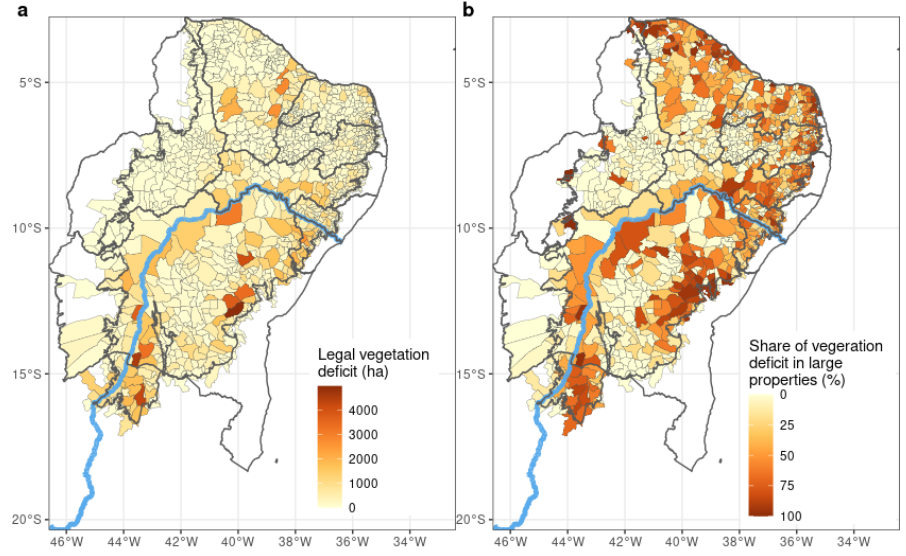 a
b
5°S
10°S
15°S
20°S
46°W 44°W 42°W 40°W 38°W 36°W 34°W
Legal vegetation
deficit (ha)
4000
3000
2000
1000
0
5°S
10°S
15°S
20°S
46°W 44°W 42°W 40°W 38°W 36°W 34°W
Share of vegeration
deficit in large
properties (%)
0
25
50
75
100